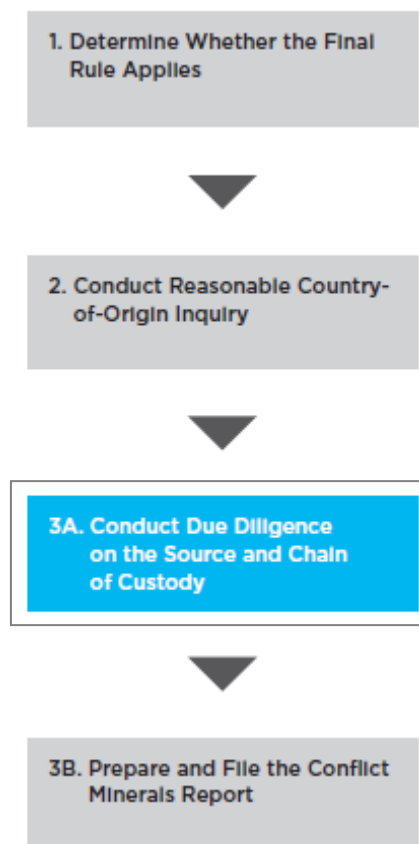 1. Determine Whether the Final
Rule Applies
2. Conduct Reasonable Country-
of-Origin Inquiry
3A. Conduct Due Diligence
on the Source and Chain
of Custody
3B. Prepare and File the Conflict
Minerals Report